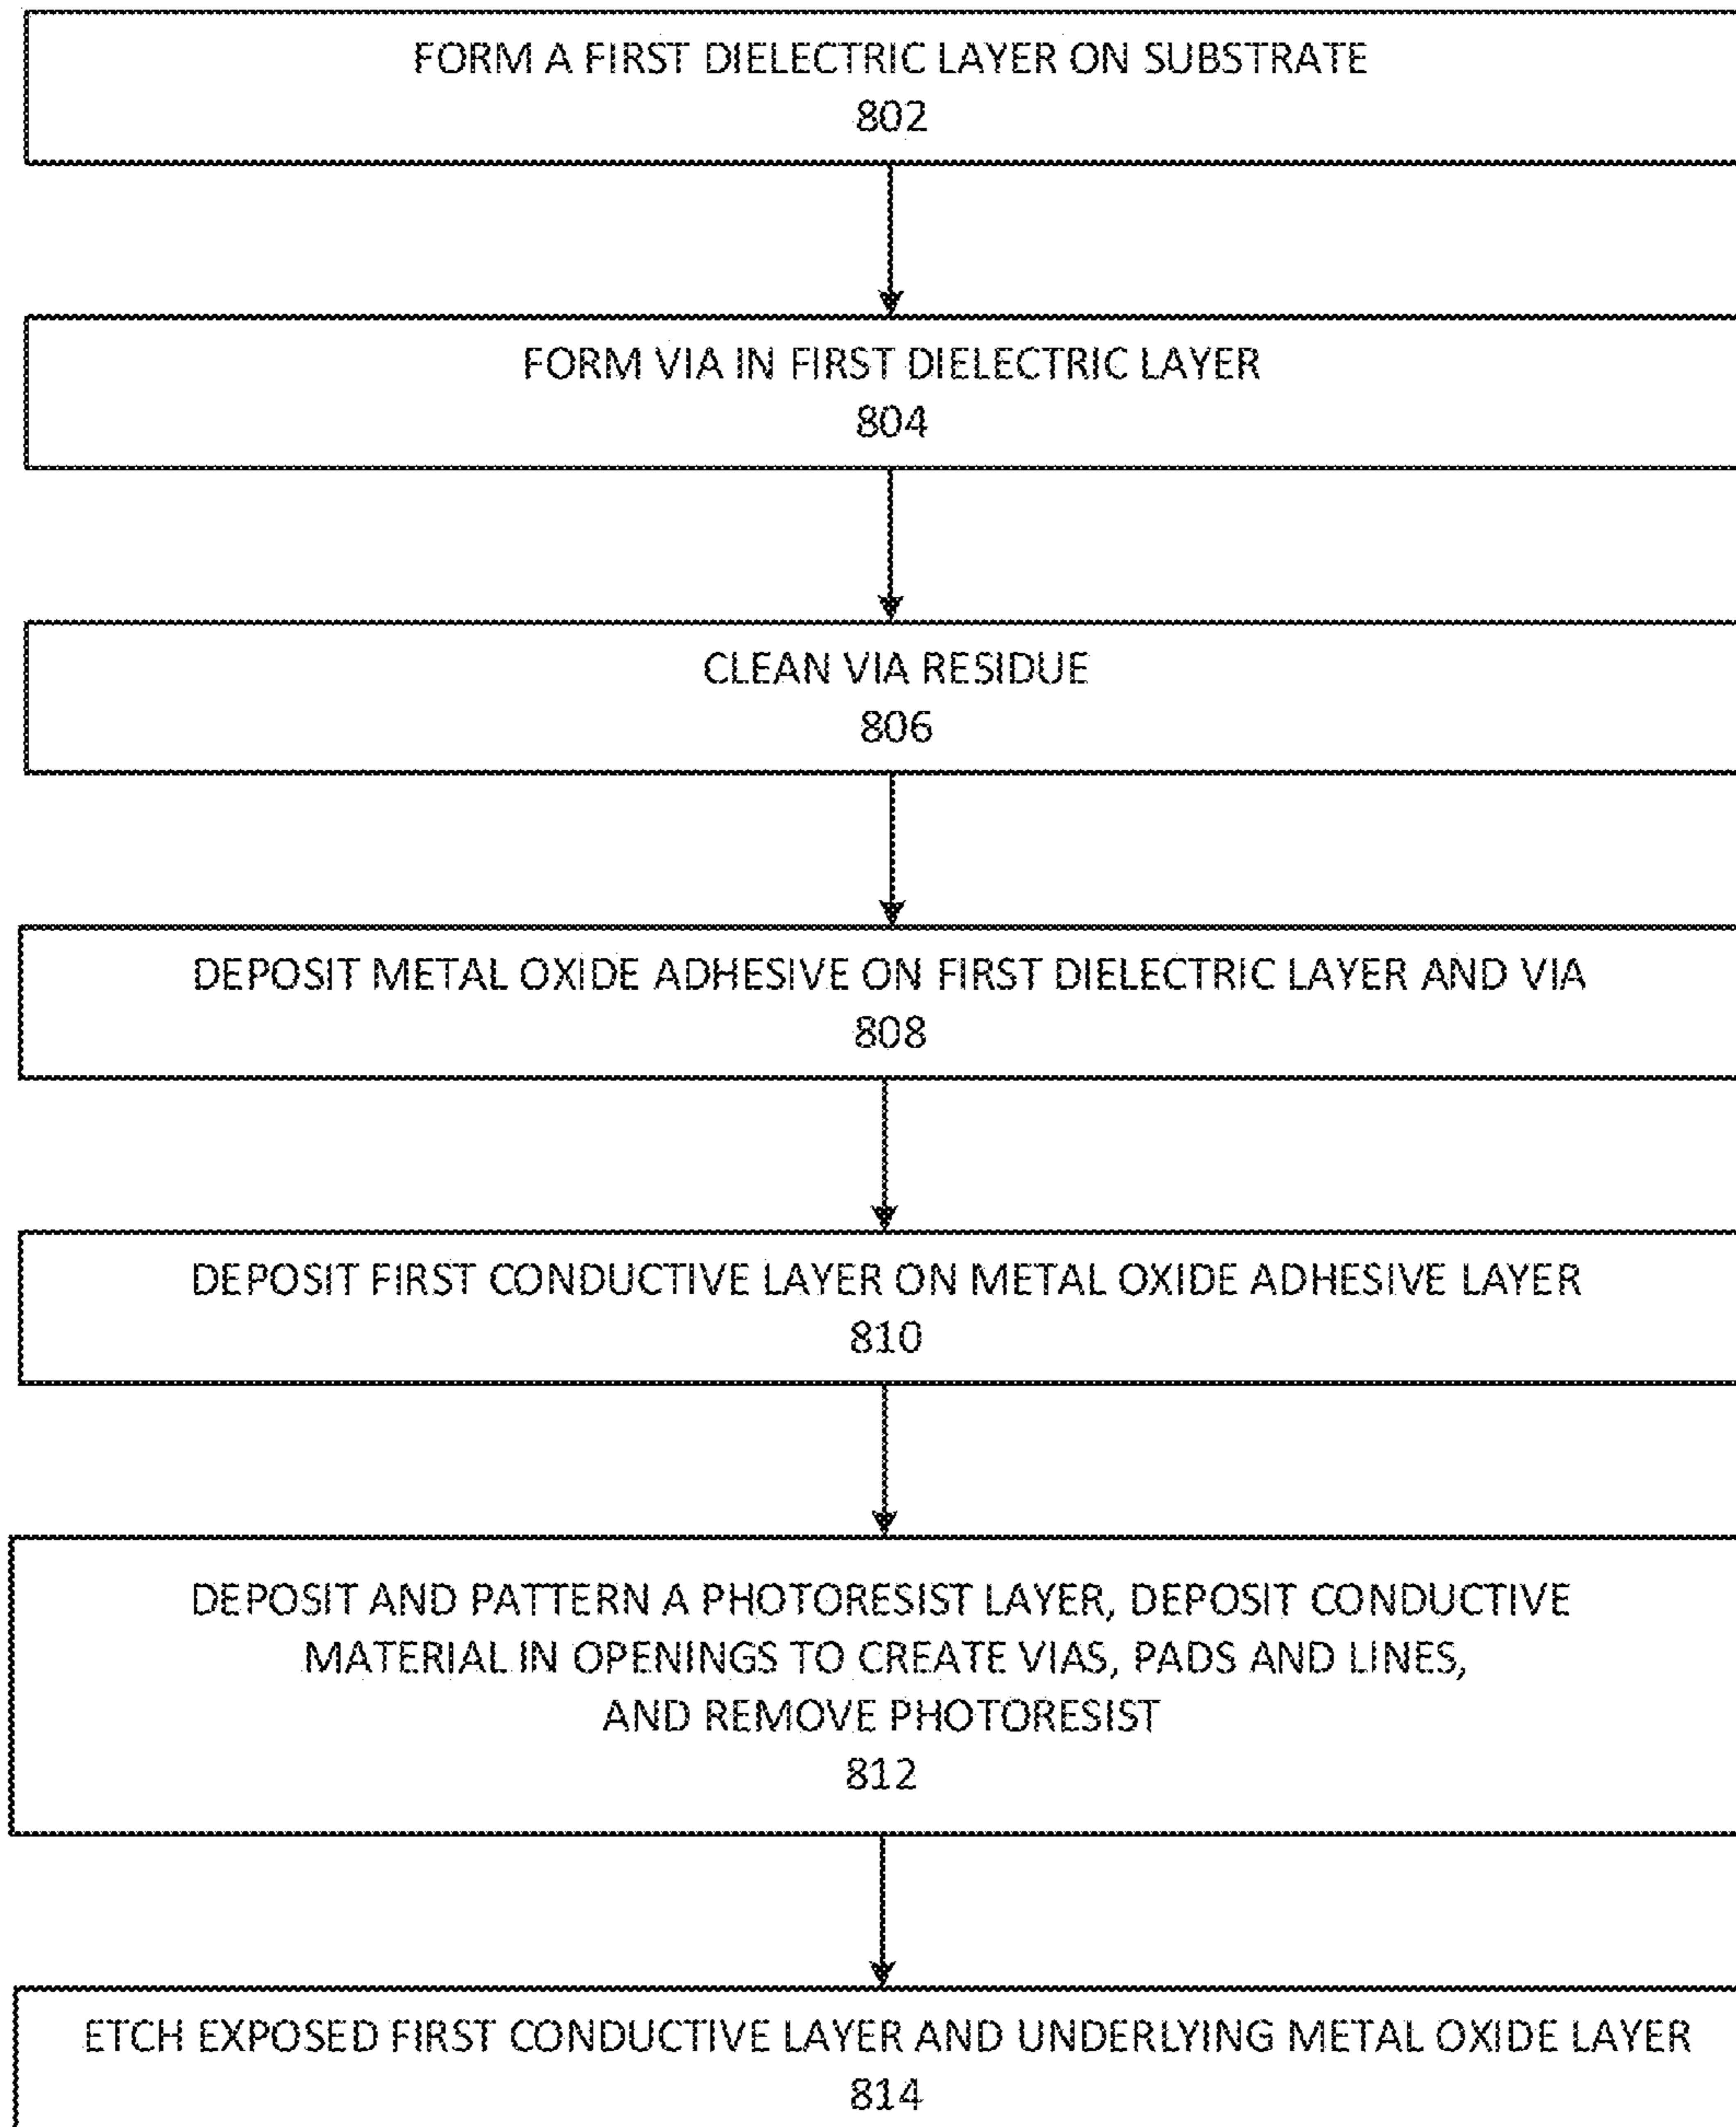 FORM A FIRST DIELECTRIC LAYER ON SUBSTRATE
802
FORM VIA IN FIRST DIELECTRIC LAYER
804
CLEAN VIA RESIDUE
806
DEPOSIT METAL OXIDE ADHESIVE ON FIRST DIELECTRIC LAYER AND VIA
808
DEPOSIT FIRST CONDUCTIVE LAYER ON METAL OXIDE ADHESIVE LAYER
810
DEPOSIT AND PATTERN A PHOTORESIST LAYER, DEPOSIT CONDUCTIVE
MATERIAL IN OPENINGS TO CREATE VIAS, PADS AND LINES,
AND REMOVE PHOTORESIST
812
ETCH EXPOSED FIRST CONDUCTIVE LAYER AND UNDERLYING METAL OXIDE LAYER
814